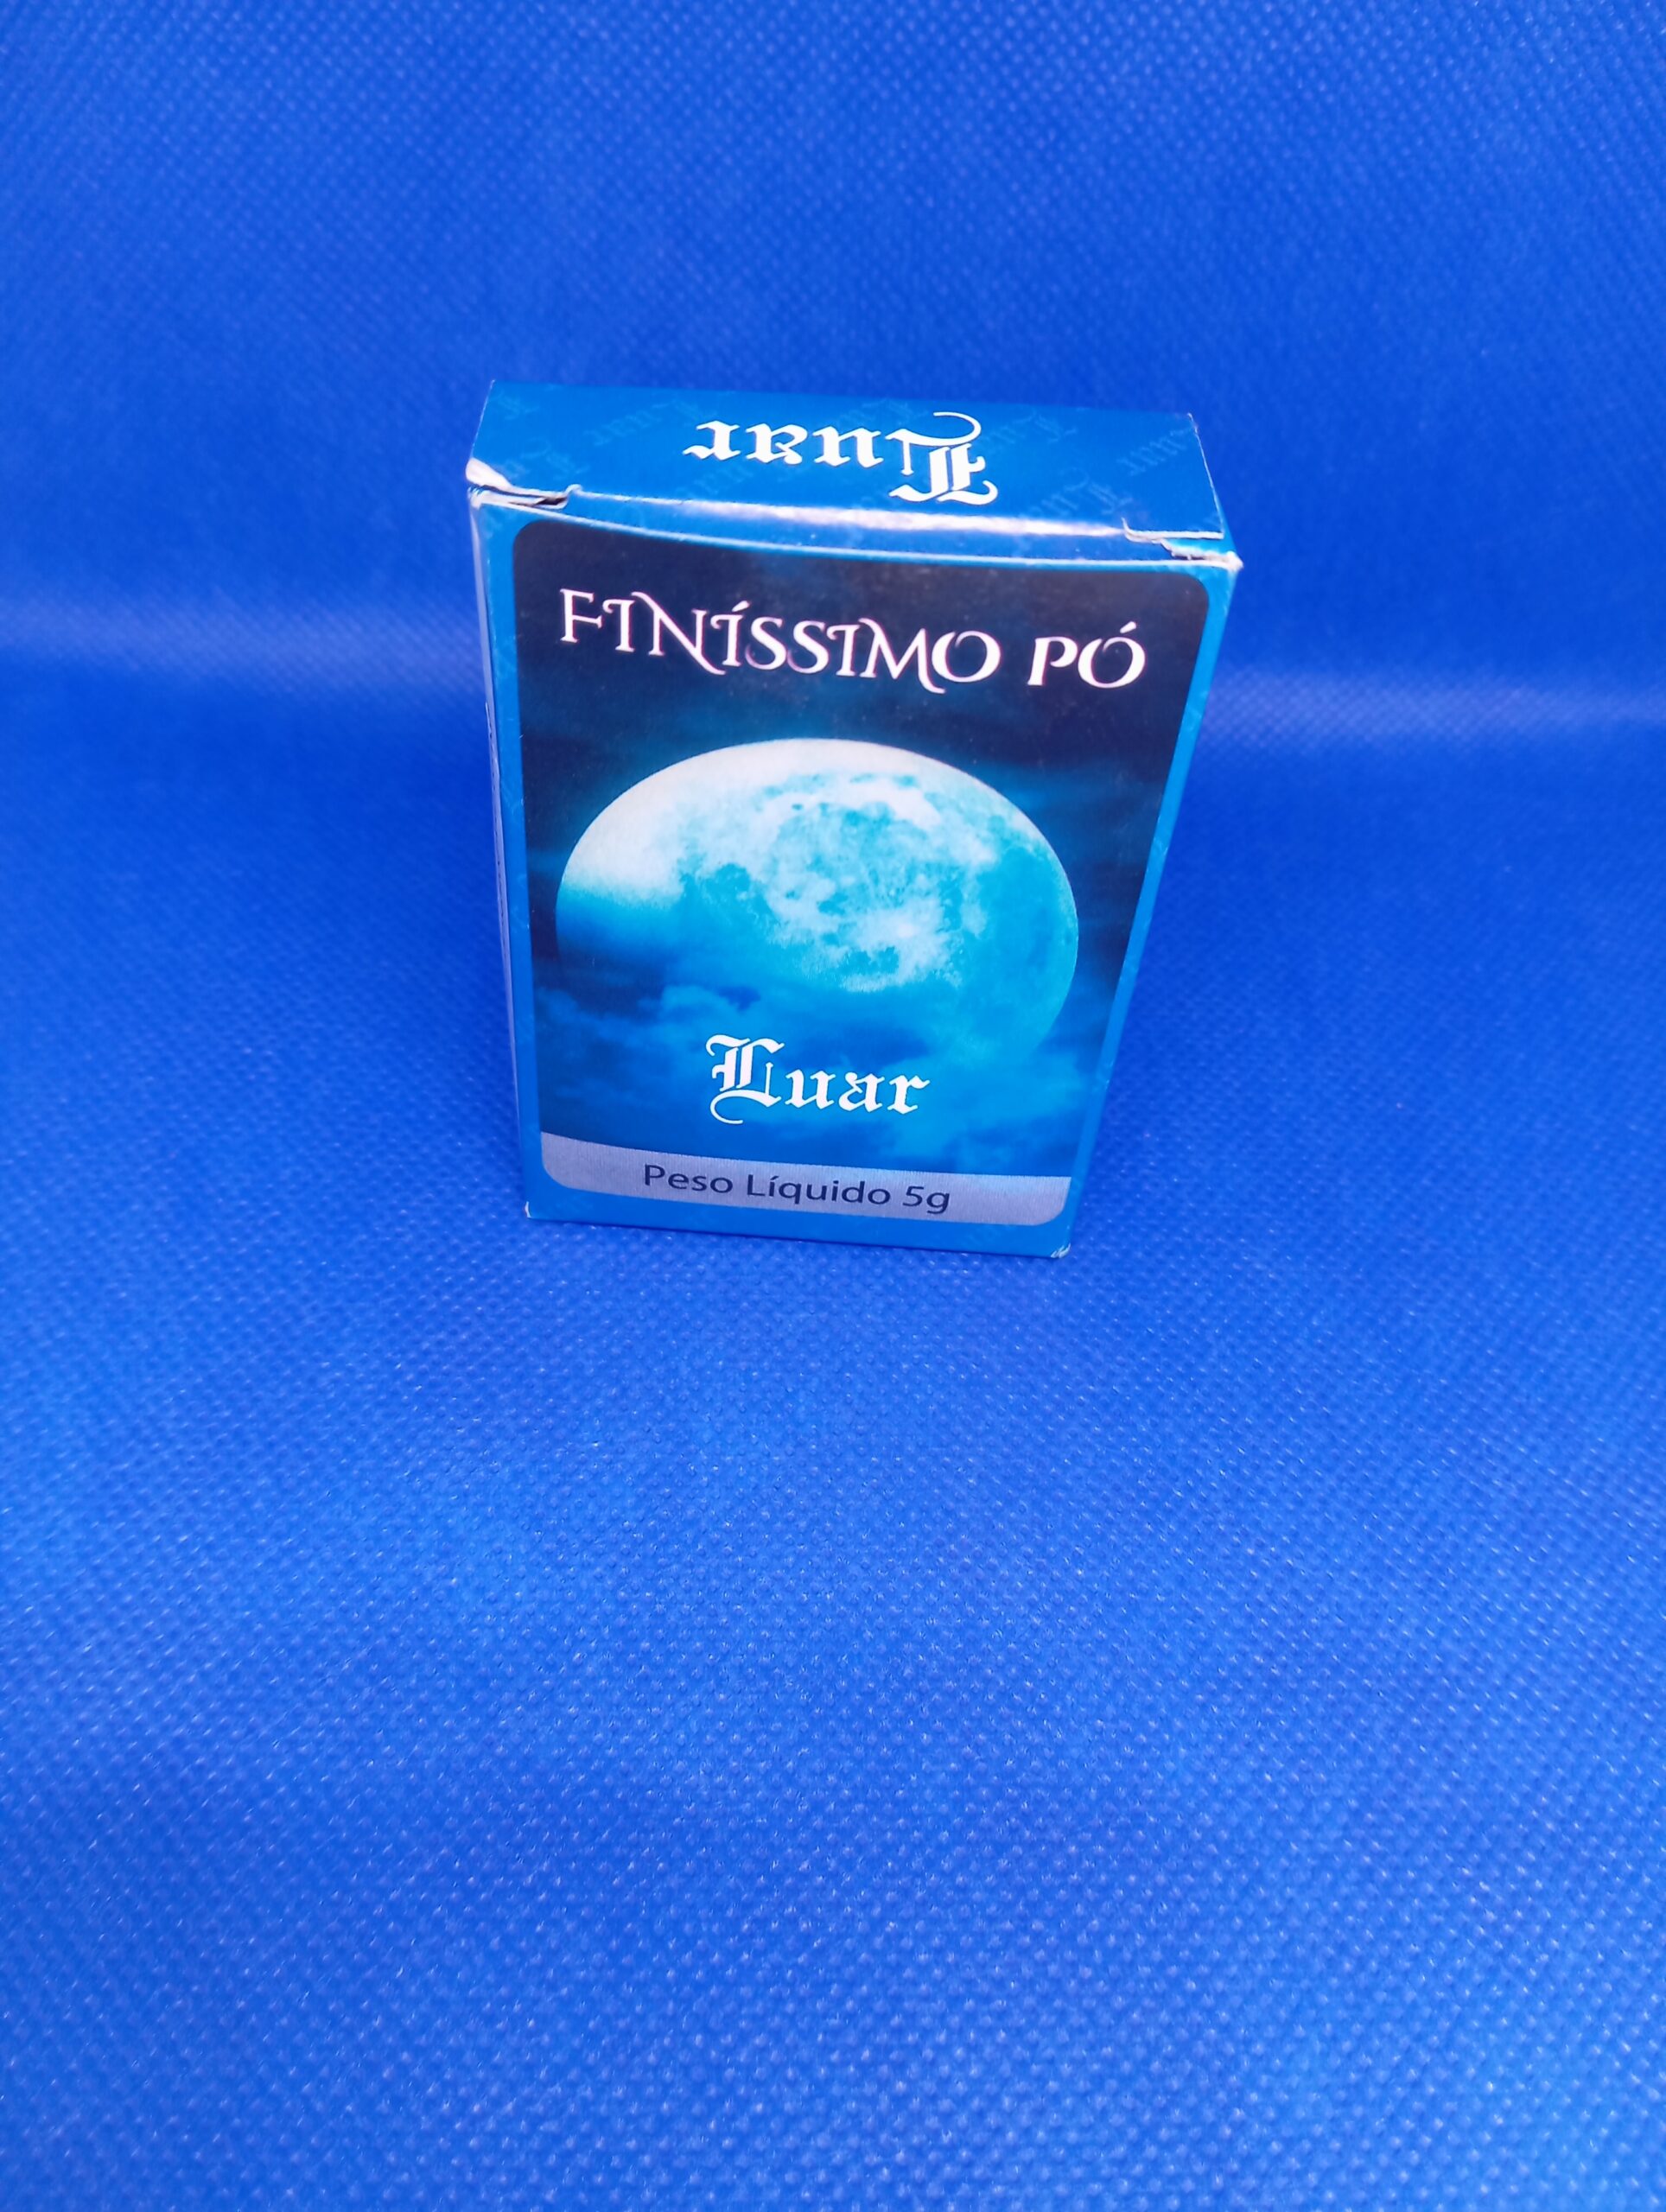 Luar
FINÍSSIMO PÓ
Luar
Peso Líquido 5g